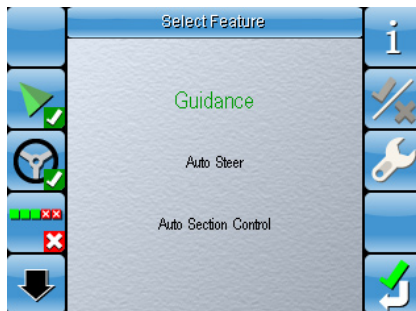 Select Feature
i
Guidance
Auto Steer
Auto Section Control